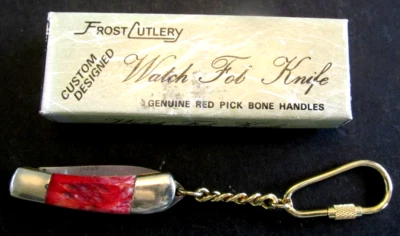 FROST CUTLERY
CUSTOM
DESIGNED
Watch Fob Knife
GENUINE RED PICK BONE HANDLES